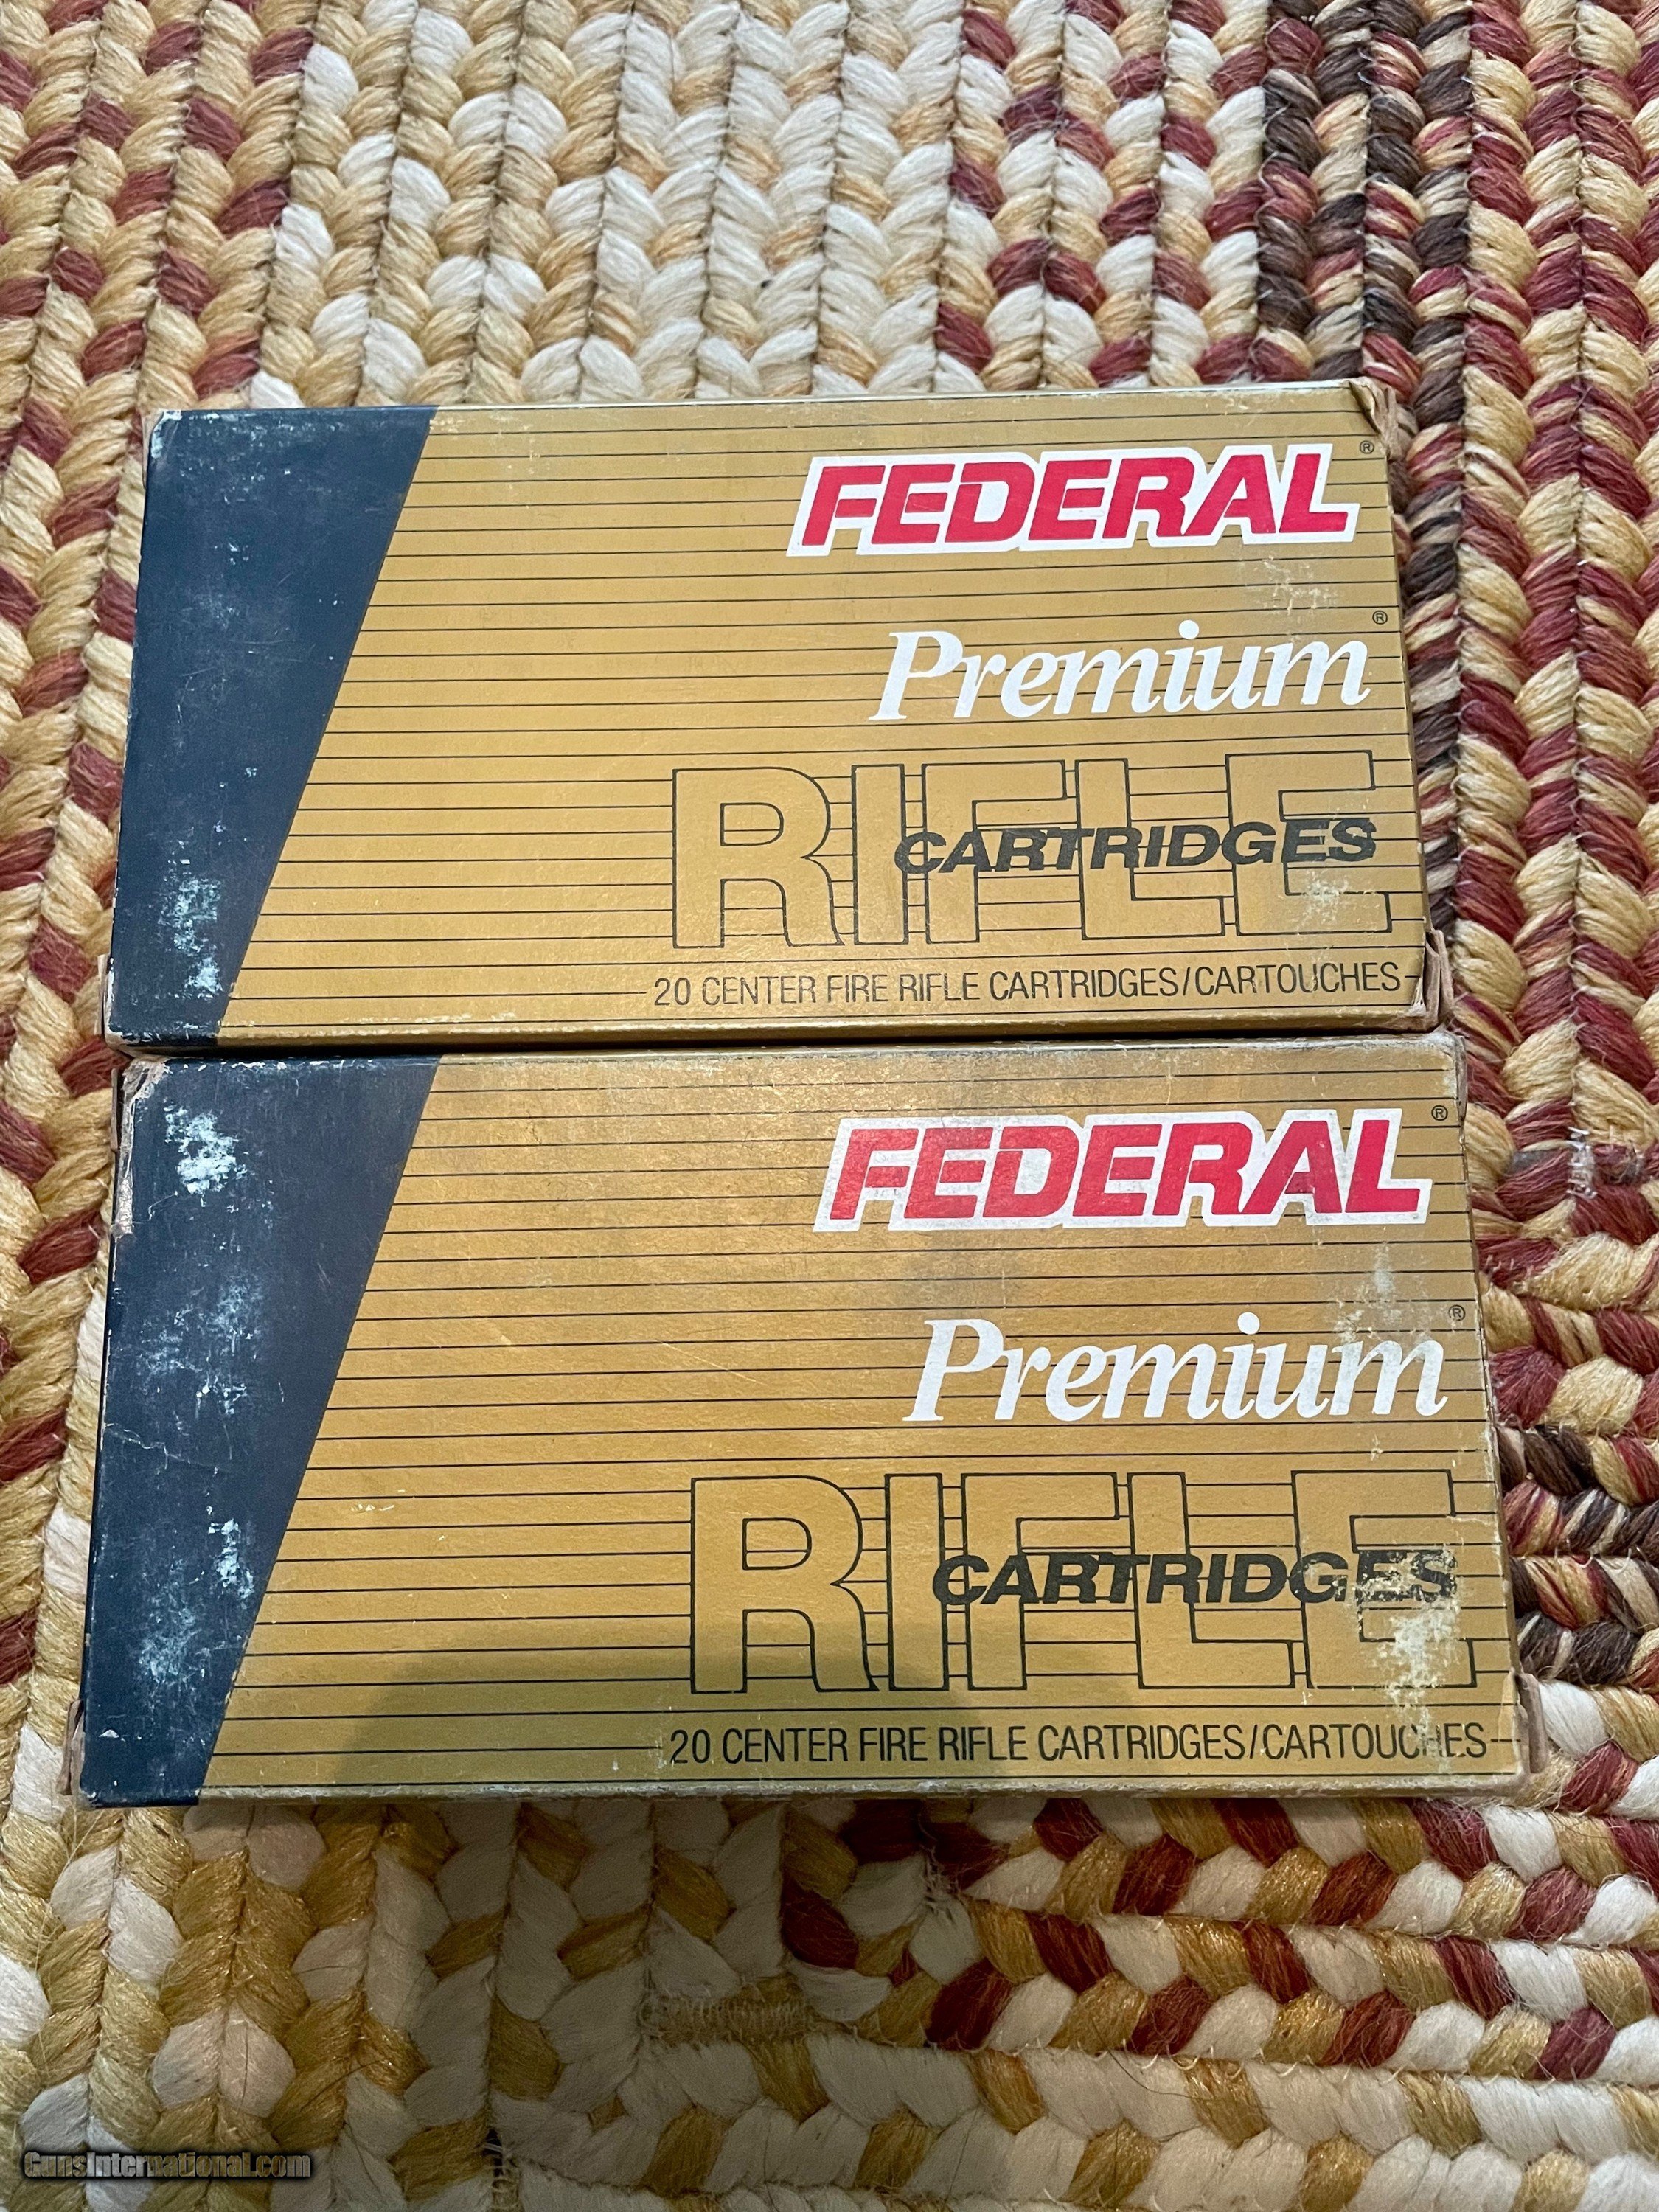 FEDERAL®
Premium®
RIFLE
CARTRIDGES
20 CENTER FIRE RIFLE CARTRIDGES/CARTOUCHES
FEDERAL®
Premium®
RIFLE
CARTRIDGES
20 CENTER FIRE RIFLE CARTRIDGES/CARTOUCHES
GunsInternational.com